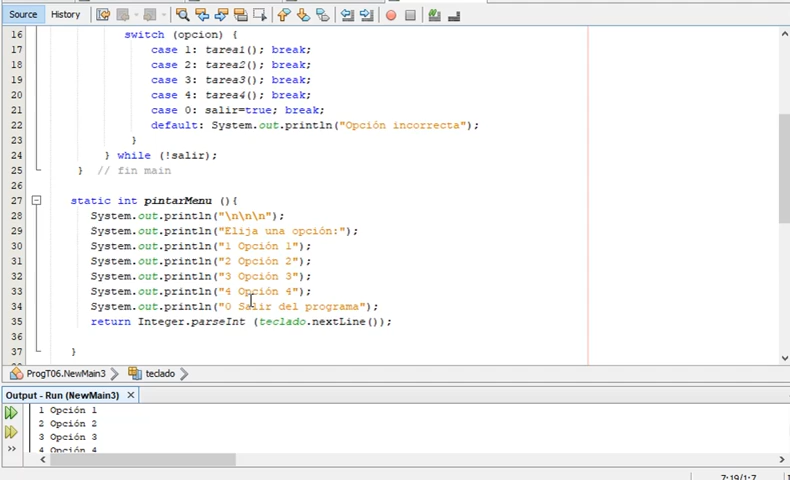 Source History
16 switch (opcion) {
17 case 1: tarea1(); break;
18 case 2: tarea2(); break;
19 case 3: tarea3(); break;
20 case 4: tarea4(); break;
21 case 0: salir=true; break;
22 default: System.out.println("Opción incorrecta");
23 }
24 } while (!salir);
25 } // fin main
26
27 static int pintarMenu (){
28 System.out.println("\n\n\n");
29 System.out.println("Elija una opción:");
30 System.out.println("1 Opción 1");
31 System.out.println("2 Opción 2");
32 System.out.println("3 Opción 3");
33 System.out.println("4 Opción 4");
34 System.out.println("0 Salir del programa");
35 return Integer.parseInt (teclado.nextLine());
36
37 }
ProgT06.NewMain3 teclado
Output - Run (NewMain3) ×
1 Opción 1
2 Opción 2
3 Opción 3
4 Opción 4
7:19/1:7